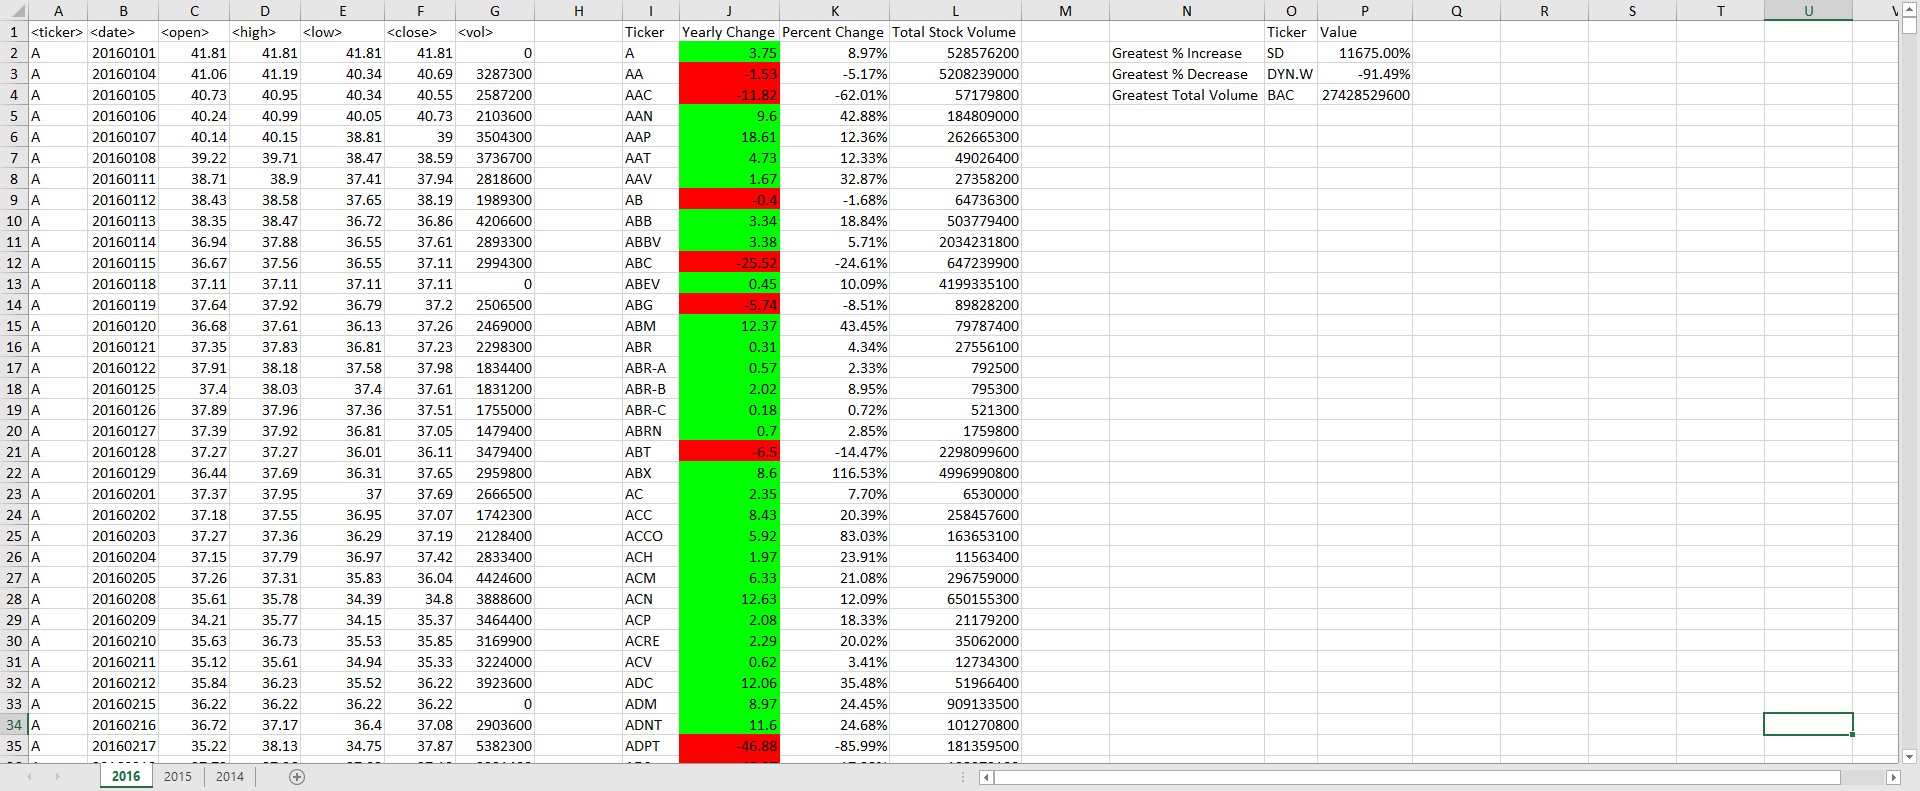 A B C D E F G H I J K L M N O P Q R S T U
1 <ticker> <date> <open> <high> <low> <close> <vol> Ticker Yearly Change Percent Change Total Stock Volume Ticker Value
2 A 20160101 41.81 41.81 41.81 41.81 0 A 3.75 8.97% 528576200 Greatest % Increase SD 11675.00%
3 A 20160104 41.06 41.19 40.34 40.69 3287300 AA -1.53 -5.17% 5208239000 Greatest % Decrease DYN.W -91.49%
4 A 20160105 40.73 40.95 40.34 40.55 2587200 AAC -11.82 -62.01% 57179800 Greatest Total Volume BAC 27428529600
5 A 20160106 40.24 40.99 40.05 40.73 2103600 AAN 9.6 42.88% 184809000
6 A 20160107 40.14 40.15 38.81 39 3504300 AAP 18.61 12.36% 262665300
7 A 20160108 39.22 39.71 38.47 38.59 3736700 AAT 4.73 12.33% 49026400
8 A 20160111 38.71 38.9 37.41 37.94 2818600 AAV 1.67 32.87% 27358200
9 A 20160112 38.43 38.58 37.65 38.19 1989300 AB -0.4 -1.68% 64736300
10 A 20160113 38.35 38.47 36.72 36.86 4206600 ABB 3.34 18.84% 503779400
11 A 20160114 36.94 37.88 36.55 37.61 2893300 ABBV 3.38 5.71% 2034231800
12 A 20160115 36.67 37.56 36.55 37.11 2994300 ABC -25.52 -24.61% 647239900
13 A 20160118 37.11 37.11 37.11 37.11 0 ABEV 0.45 10.09% 4199335100
14 A 20160119 37.64 37.92 36.79 37.2 2506500 ABG -5.74 -8.51% 89828200
15 A 20160120 36.68 37.61 36.13 37.26 2469000 ABM 12.37 43.45% 79787400
16 A 20160121 37.35 37.83 36.81 37.23 2298300 ABR 0.31 4.34% 27556100
17 A 20160122 37.91 38.18 37.58 37.98 1834400 ABR-A 0.57 2.33% 792500
18 A 20160125 37.4 38.03 37.4 37.61 1831200 ABR-B 2.02 8.95% 795300
19 A 20160126 37.89 37.96 37.36 37.51 1755000 ABR-C 0.18 0.72% 521300
20 A 20160127 37.39 37.92 36.81 37.05 1479400 ABRN 0.7 2.85% 1759800
21 A 20160128 37.27 37.27 36.01 36.11 3479400 ABT -6.5 -14.47% 2298099600
22 A 20160129 36.44 37.69 36.31 37.65 2959800 ABX 8.6 116.53% 4996990800
23 A 20160201 37.37 37.95 37 37.69 2666500 AC 2.35 7.70% 6530000
24 A 20160202 37.18 37.55 36.95 37.07 1742300 ACC 8.43 20.39% 258457600
25 A 20160203 37.27 37.36 36.29 37.19 2128400 ACCO 5.92 83.03% 163653100
26 A 20160204 37.15 37.79 36.97 37.42 2833400 ACH 1.97 23.91% 11563400
27 A 20160205 37.26 37.31 35.83 36.04 4424600 ACM 6.33 21.08% 296759000
28 A 20160208 35.61 35.78 34.39 34.8 3888600 ACN 12.63 12.09% 650155300
29 A 20160209 34.21 35.77 34.15 35.37 3464400 ACP 2.08 18.33% 21179200
30 A 20160210 35.63 36.73 35.53 35.85 3169900 ACRE 2.29 20.02% 35062000
31 A 20160211 35.12 35.61 34.94 35.33 3224000 ACV 0.62 3.41% 12734300
32 A 20160212 35.84 36.23 35.52 36.22 3923600 ADC 12.06 35.48% 51966400
33 A 20160215 36.22 36.22 36.22 36.22 0 ADM 8.97 24.45% 909133500
34 A 20160216 36.72 37.17 36.4 37.08 2903600 ADNT 11.6 24.68% 101270800
35 A 20160217 35.22 38.13 34.75 37.87 5382300 ADPT -46.88 -85.99% 181359500
2016 2015 2014